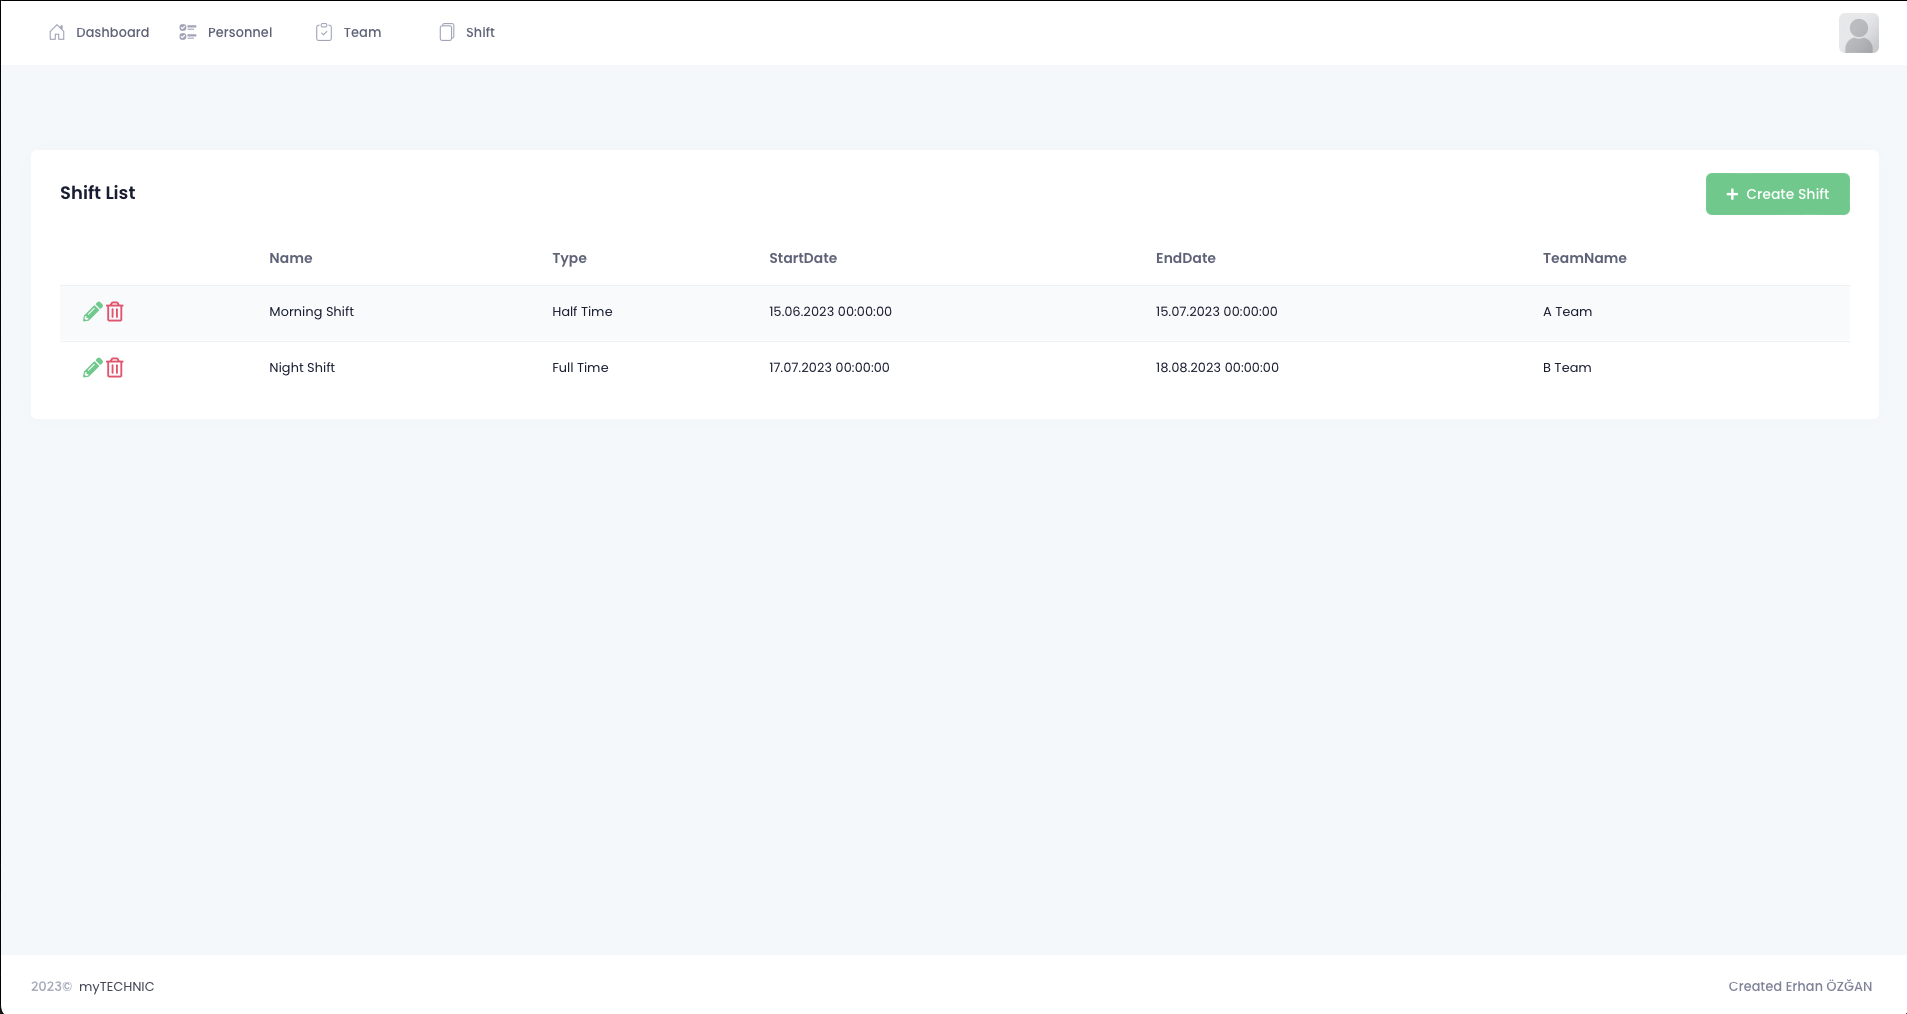 Dashboard Personnel Team Shift
Shift List
Create Shift
Name Type StartDate EndDate TeamName
Morning Shift Half Time 15.06.2023 00:00:00 15.07.2023 00:00:00 A Team
Night Shift Full Time 17.07.2023 00:00:00 18.08.2023 00:00:00 B Team
2023© myTECHNIC Created Erhan ÖZĞAN